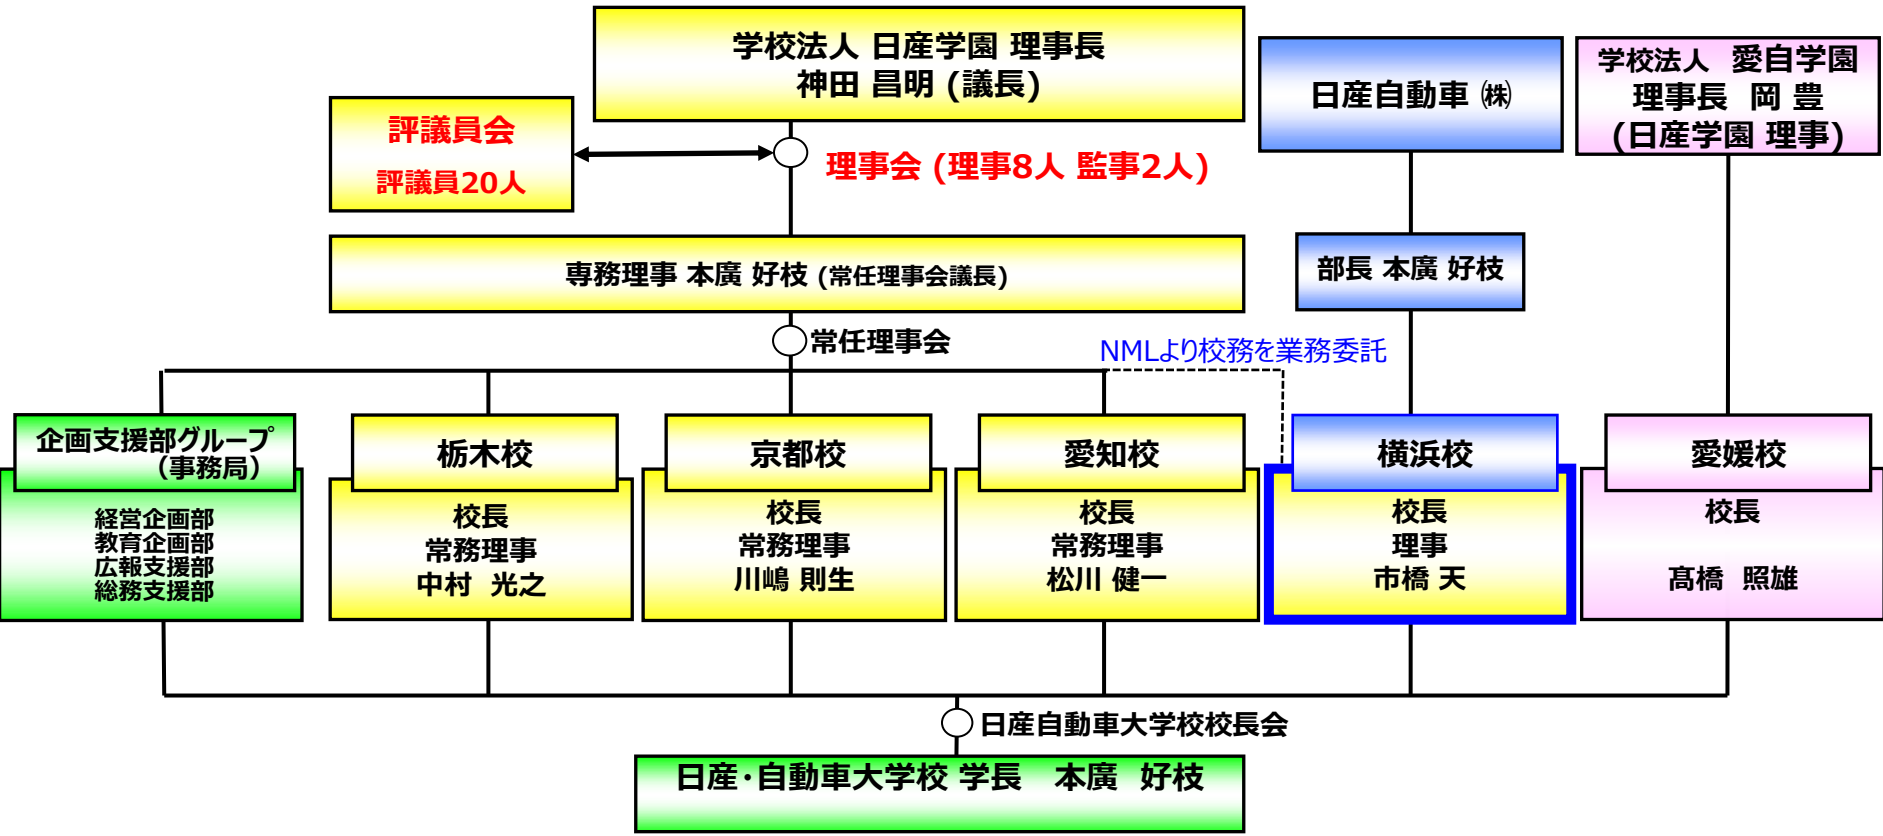 学校法人 日産学園 理事長
神田 昌明 (議長)
評議員会
評議員20人
理事会 (理事8人 監事2人)
日産自動車 ㈱
学校法人 愛自学園
理事長 岡 豊
(日産学園 理事)
専務理事 本廣 好枝 (常任理事会議長)
部長 本廣 好枝
常任理事会
NMLより校務を業務委託
企画支援部グループ
（事務局）
経営企画部
教育企画部
広報支援部
総務支援部
栃木校
校長
常務理事
中村 光之
京都校
校長
常務理事
川嶋 則生
愛知校
校長
常務理事
松川 健一
横浜校
校長
理事
市橋 天
愛媛校
校長
髙橋 照雄
日産自動車大学校校長会
日産・自動車大学校 学長 本廣 好枝